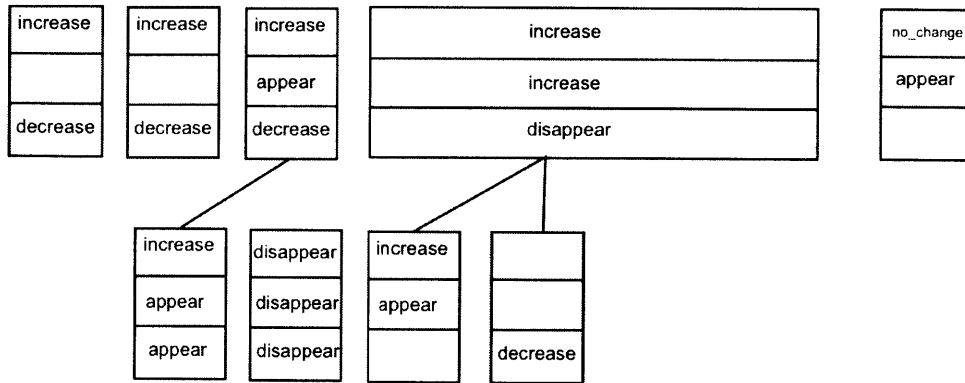 increase increase increase increase no_change
appear increase appear
decrease decrease decrease disappear
increase disappear increase
appear disappear appear
appear disappear decrease